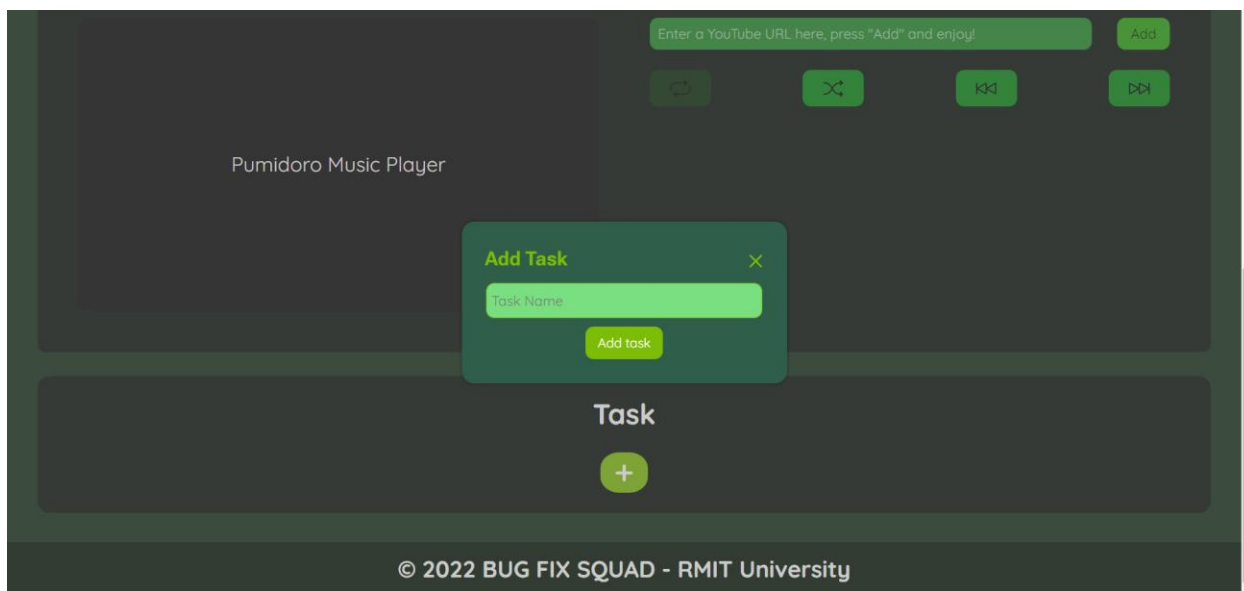 Enter a YouTube URL here, press "Add" and enjoy!
Add
Pumidoro Music Player
Add Task
Task Name
Add task
Task
© 2022 BUG FIX SQUAD - RMIT University